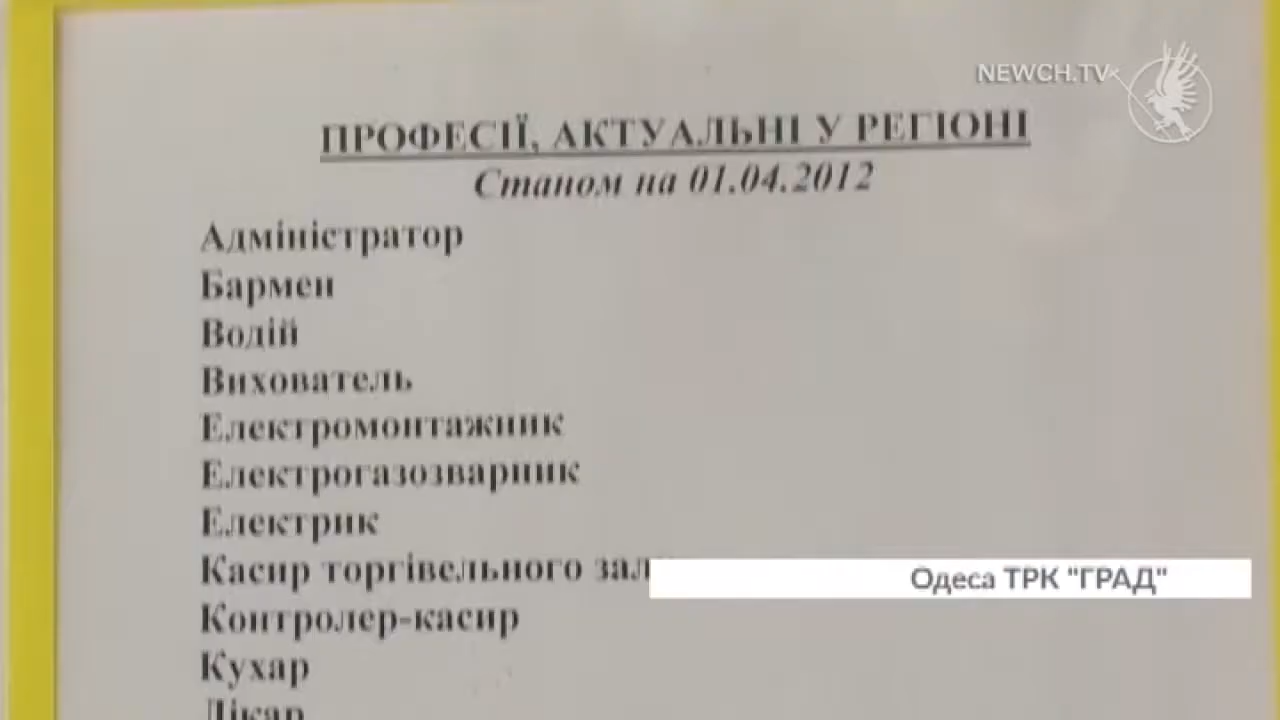 NEWCH.TV
ПРОФЕСІЇ, АКТУАЛЬНІ У РЕГІОНІ
Станом на 01.04.2012
Адміністратор
Бармен
Водій
Вихователь
Електромонтажник
Електрогазозварник
Електрик
Касир торгівельного
Одеса ТРК "ГРАД"
Контролер-касир
Кухар
Лікар